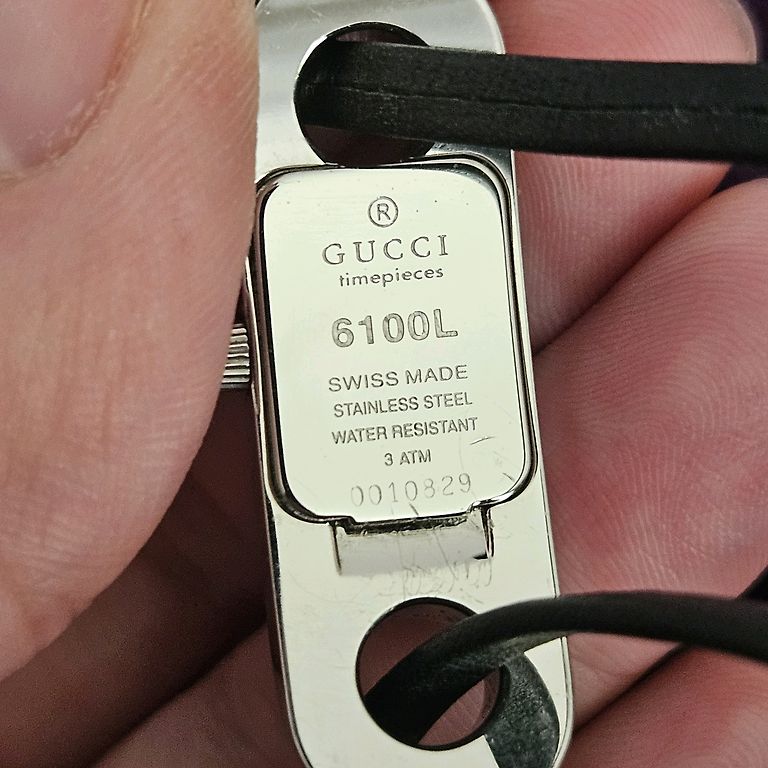 ®
GUCCI
timepieces
6100L
SWISS MADE
STAINLESS STEEL
WATER RESISTANT
3 ATM
0010829